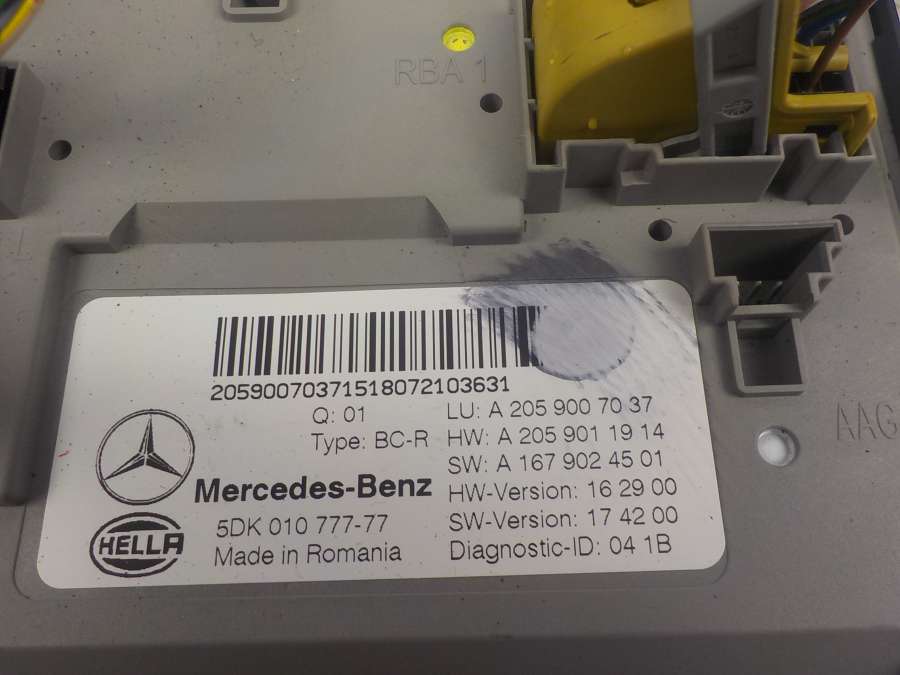 RBA 1
20590070371518072103631
Q: 01
Type: BC-R
LU: A 205 900 70 37
HW: A 205 901 19 14
SW: A 167 902 45 01
HW-Version: 16 29 00
SW-Version: 17 42 00
Diagnostic-ID: 04 1B
Mercedes-Benz
5DK 010 777-77
Made in Romania
HELLA
AAG